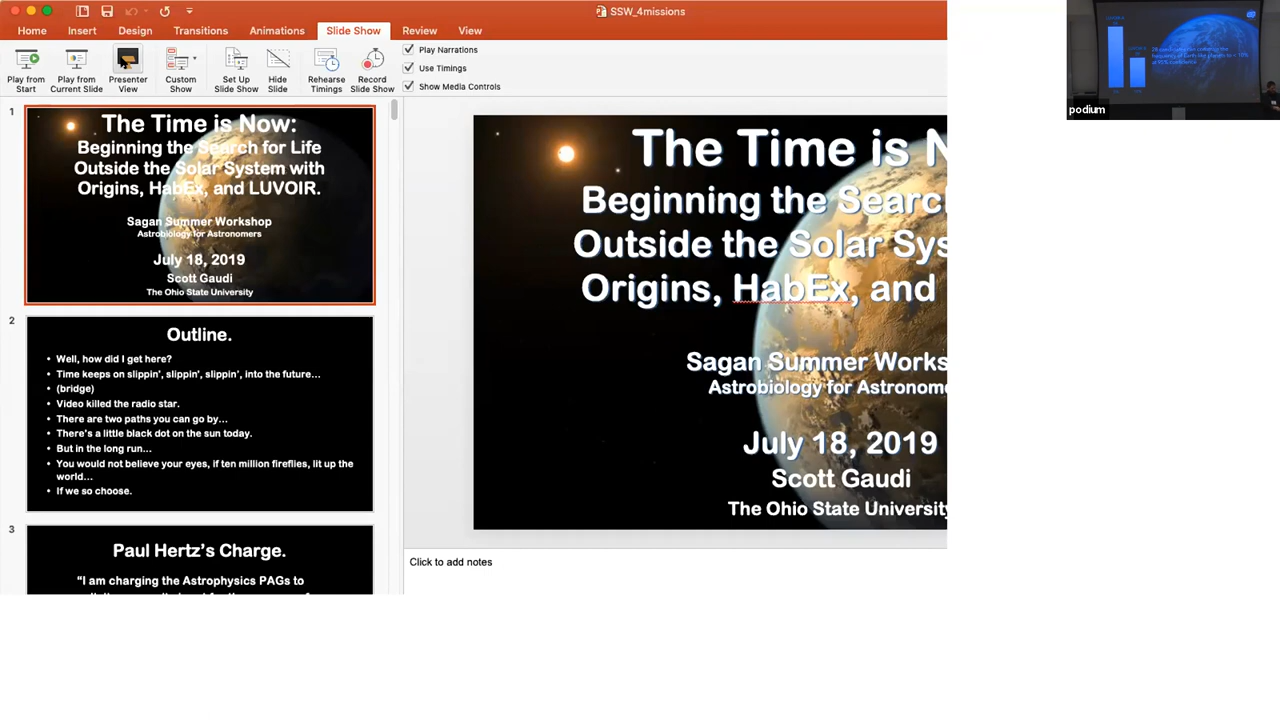 SSW_4missions
Home Insert Design Transitions Animations Slide Show Review View
Play from Start
Play from Current Slide
Presenter View
Custom Show
Set Up Slide Show
Hide Slide
Rehearse Timings
Record Slide Show
Play Narrations
Use Timings
Show Media Controls
1
The Time is Now:
Beginning the Search for Life
Outside the Solar System with
Origins, HabEx, and LUVOIR.
Sagan Summer Workshop
Astrobiology for Astronomers
July 18, 2019
Scott Gaudi
The Ohio State University
2
Outline.
• Well, how did I get here?
• Time keeps on slippin', slippin', slippin', into the future…
• (bridge)
• Video killed the radio star.
• There are two paths you can go by…
• There's a little black dot on the sun today.
• But in the long run…
• You would not believe your eyes, if ten million fireflies, lit up the
world…
• If we so choose.
3
Paul Hertz's Charge.
"I am charging the Astrophysics PAGs to
The Time is N
Beginning the Search
Outside the Solar Sys
Origins, HabEx, and
Sagan Summer Works
Astrobiology for Astronome
July 18, 2019
Scott Gaudi
The Ohio State University
Click to add notes
podium